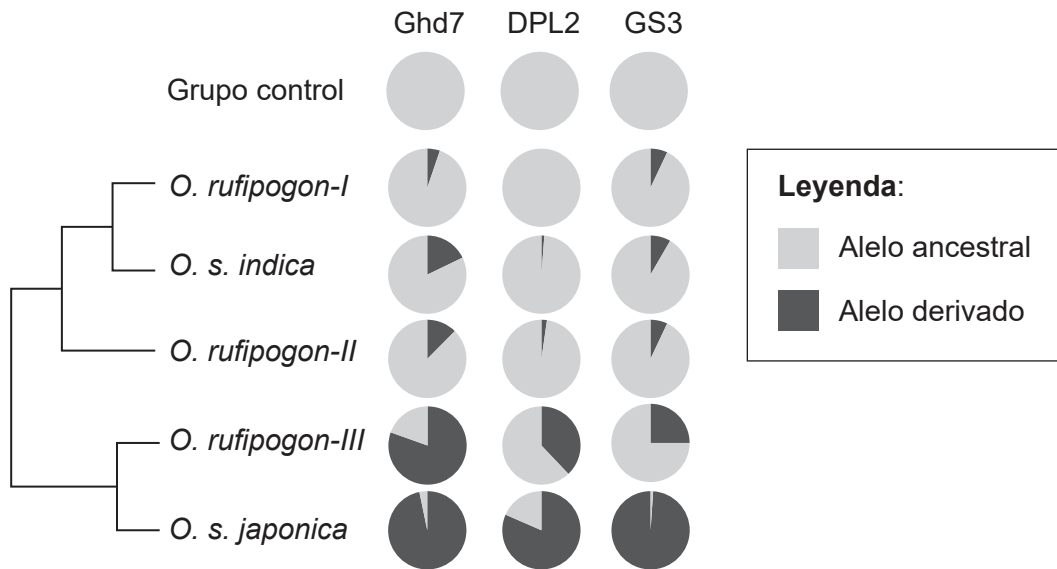 Ghd7 DPL2 GS3
Grupo control
O. rufipogon-I
O. s. indica
O. rufipogon-II
O. rufipogon-III
O. s. japonica
Leyenda:
Alelo ancestral
Alelo derivado